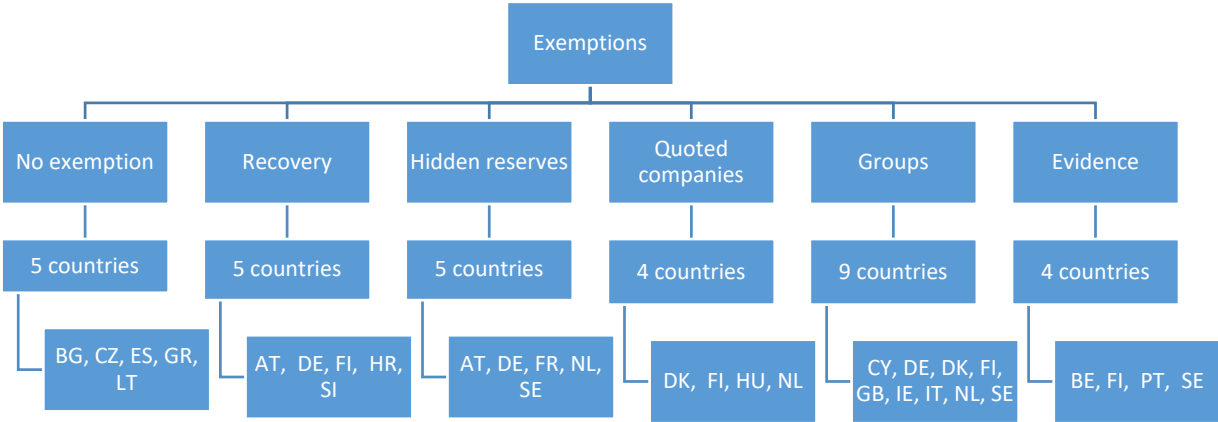 Exemptions
No exemption
Recovery
Hidden reserves
Quoted
companies
Groups
Evidence
5 countries
5 countries
5 countries
4 countries
9 countries
4 countries
BG, CZ, ES, GR,
LT
AT, DE, FI, HR,
SI
AT, DE, FR, NL,
SE
DK, FI, HU, NL
CY, DE, DK, FI,
GB, IE, IT, NL, SE
BE, FI, PT, SE